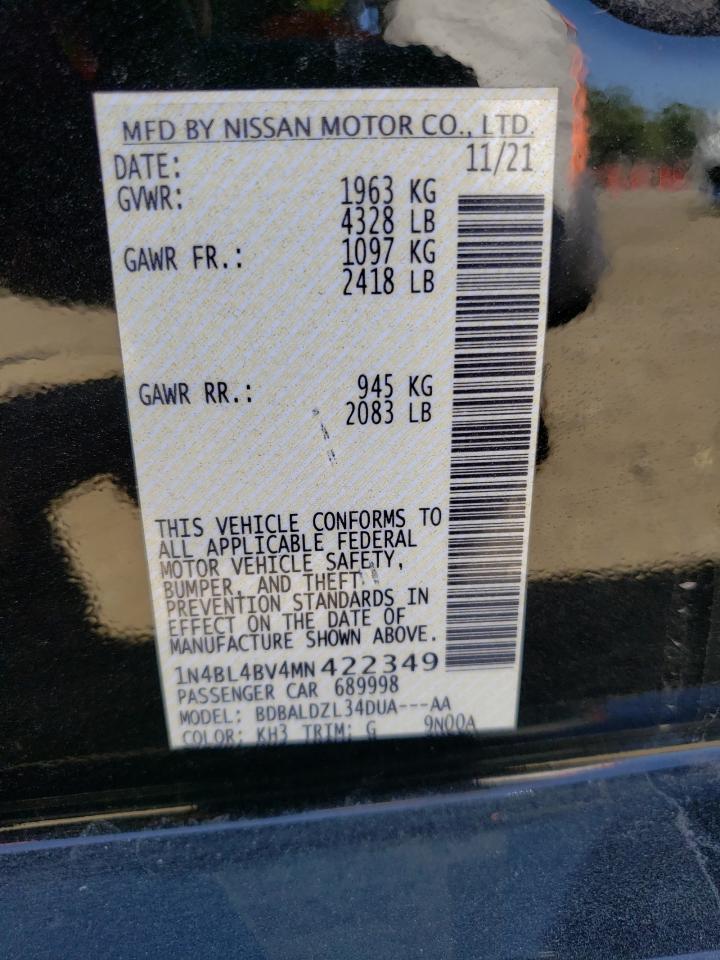 MFD BY NISSAN MOTOR CO., LTD.
DATE: 11/21
GVWR: 1963 KG
4328 LB
GAWR FR.: 1097 KG
2418 LB
GAWR RR.: 945 KG
2083 LB
THIS VEHICLE CONFORMS TO
ALL APPLICABLE FEDERAL
MOTOR VEHICLE SAFETY,
BUMPER, AND THEFT
PREVENTION STANDARDS IN
EFFECT ON THE DATE OF
MANUFACTURE SHOWN ABOVE.
1N4BL4BV4MN422349
PASSENGER CAR 689998
MODEL: BDBALDZL34DUA---AA
COLOR: KH3 TRIM: G 9N00A